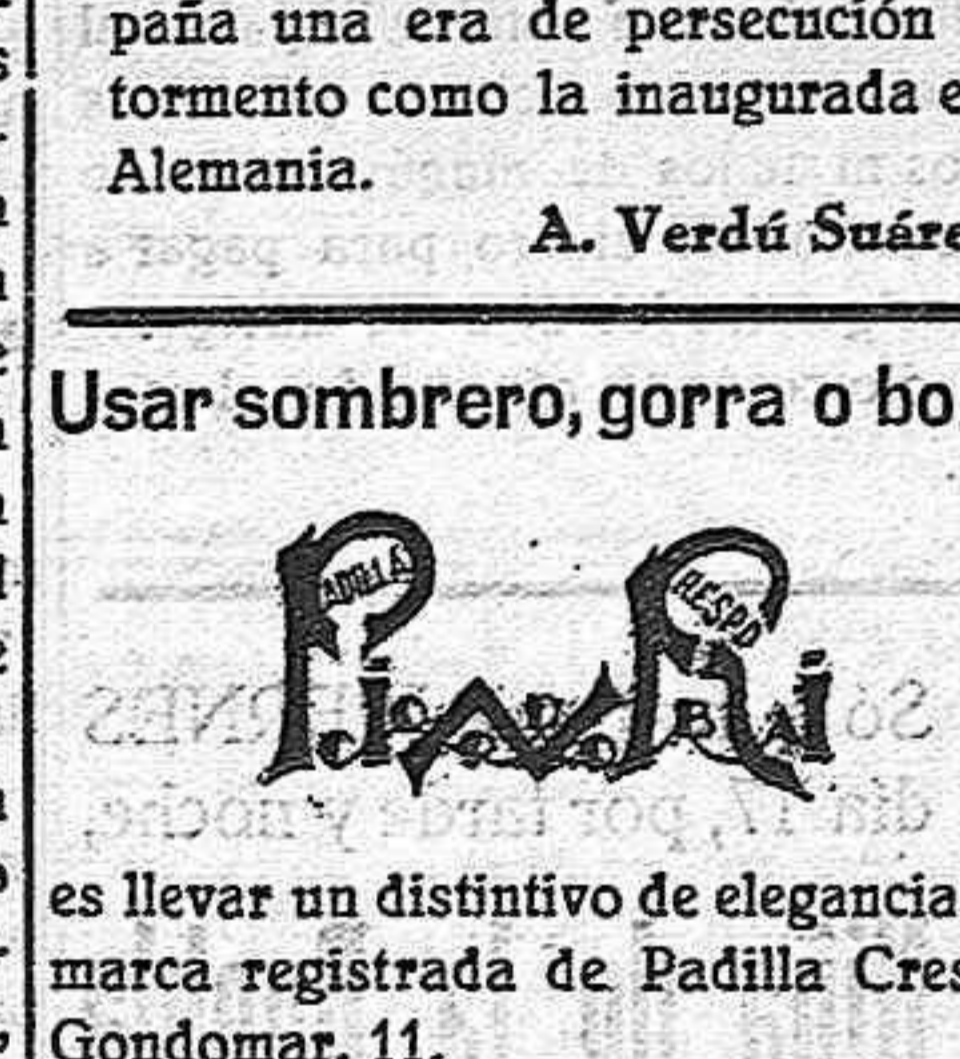 paña una era de persecución
tormento como la inaugurada e
Alemania.
A. Verdú Suáre
Usar sombrero, gorra o bo
es llevar un distintivo de elegancia
marca registrada de Padilla Cres
Gondomar, 11.